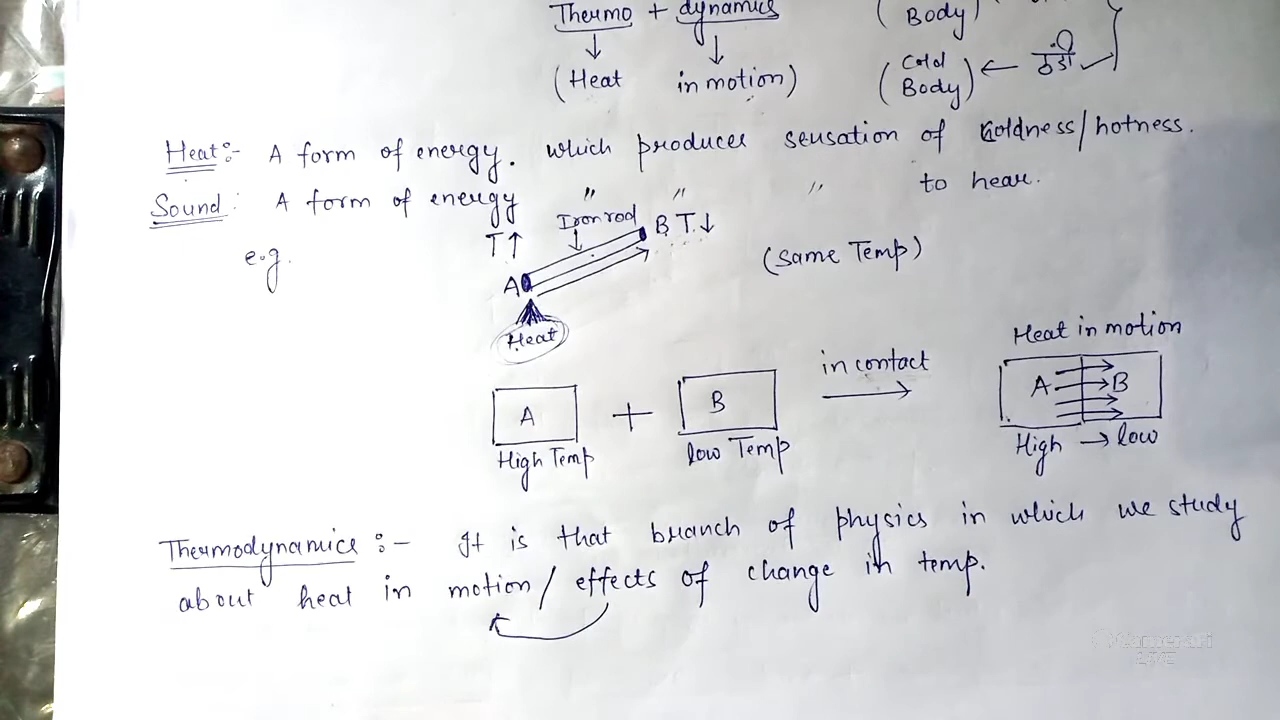 Thermo + dynamics
(Heat in motion)
Body)
(Cold
Body) ← ठंडी
Heat:- A form of energy. which produces sensation of Coldness/hotness.
Sound: A form of energy " " " to hear.
e.g.
T↑
Iron rod
B T↓
A
Heat
(Same Temp)
A
High Temp
+
B
low Temp
in contact
Heat in motion
A → B
High → low
Thermodynamics :- It is that branch of physics in which we study
about heat in motion/ effects of change in temp.